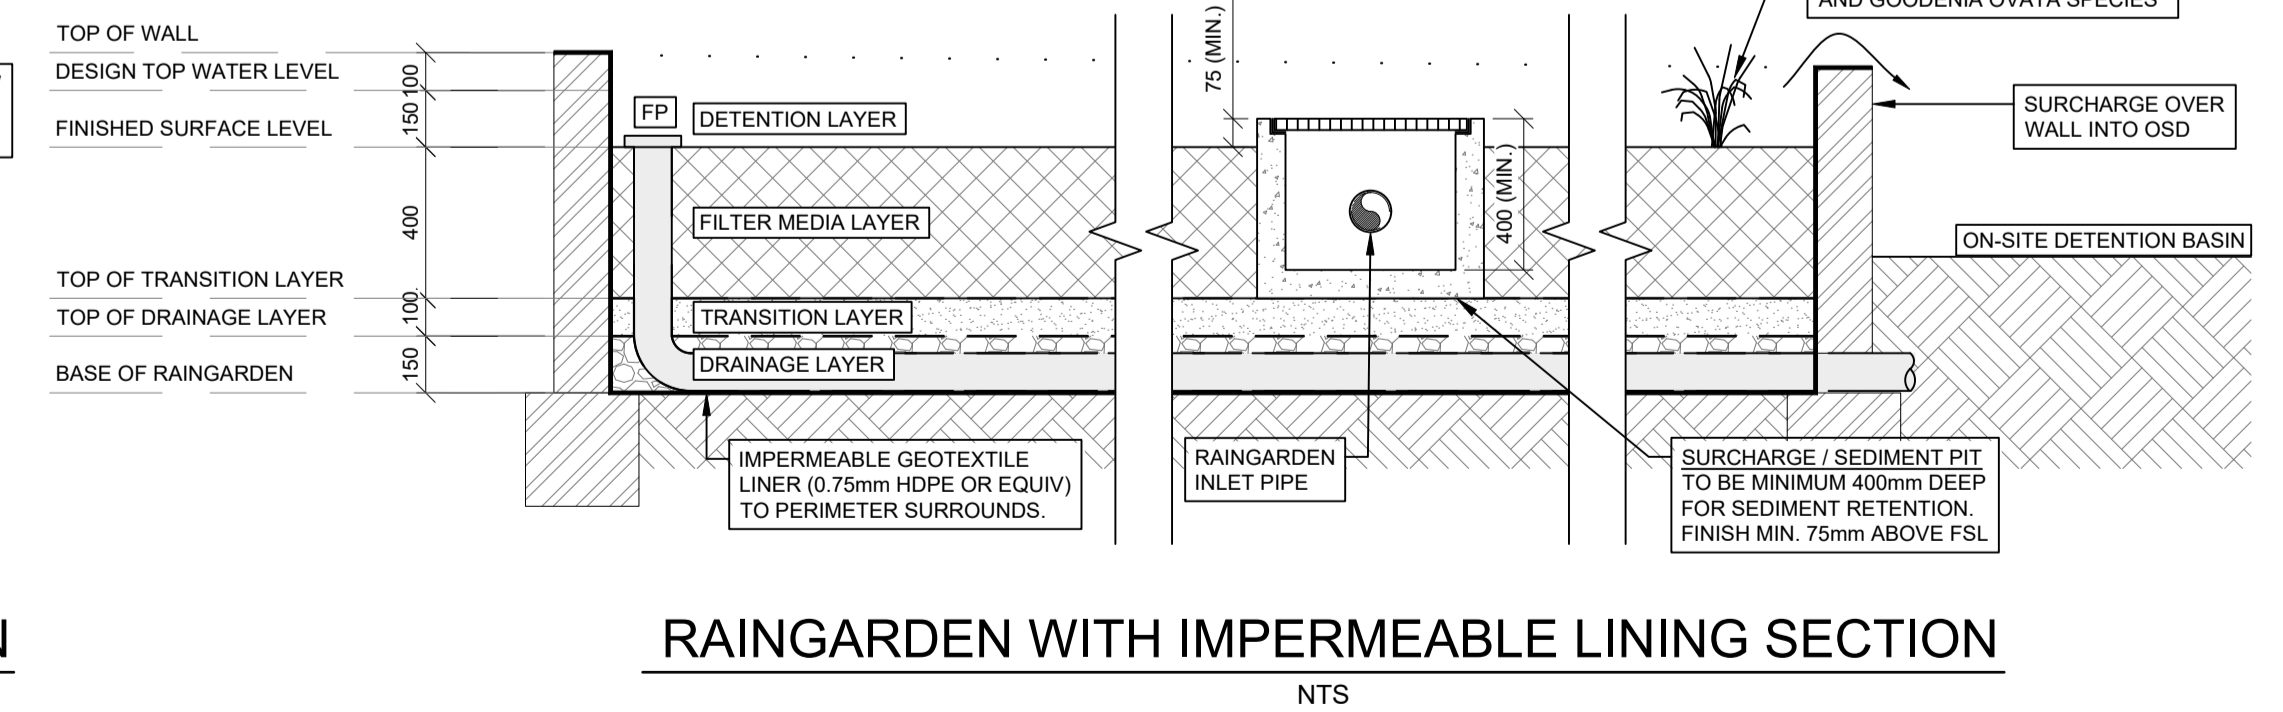 AND GOODENIA OVATA SPECIES
TOP OF WALL
DESIGN TOP WATER LEVEL
FINISHED SURFACE LEVEL
TOP OF TRANSITION LAYER
TOP OF DRAINAGE LAYER
BASE OF RAINGARDEN
100
150
400
100
150
FP
DETENTION LAYER
FILTER MEDIA LAYER
TRANSITION LAYER
DRAINAGE LAYER
75 (MIN.)
400 (MIN.)
SURCHARGE OVER
WALL INTO OSD
ON-SITE DETENTION BASIN
IMPERMEABLE GEOTEXTILE
LINER (0.75mm HDPE OR EQUIV)
TO PERIMETER SURROUNDS.
RAINGARDEN
INLET PIPE
SURCHARGE / SEDIMENT PIT
TO BE MINIMUM 400mm DEEP
FOR SEDIMENT RETENTION.
FINISH MIN. 75mm ABOVE FSL
RAINGARDEN WITH IMPERMEABLE LINING SECTION
NTS